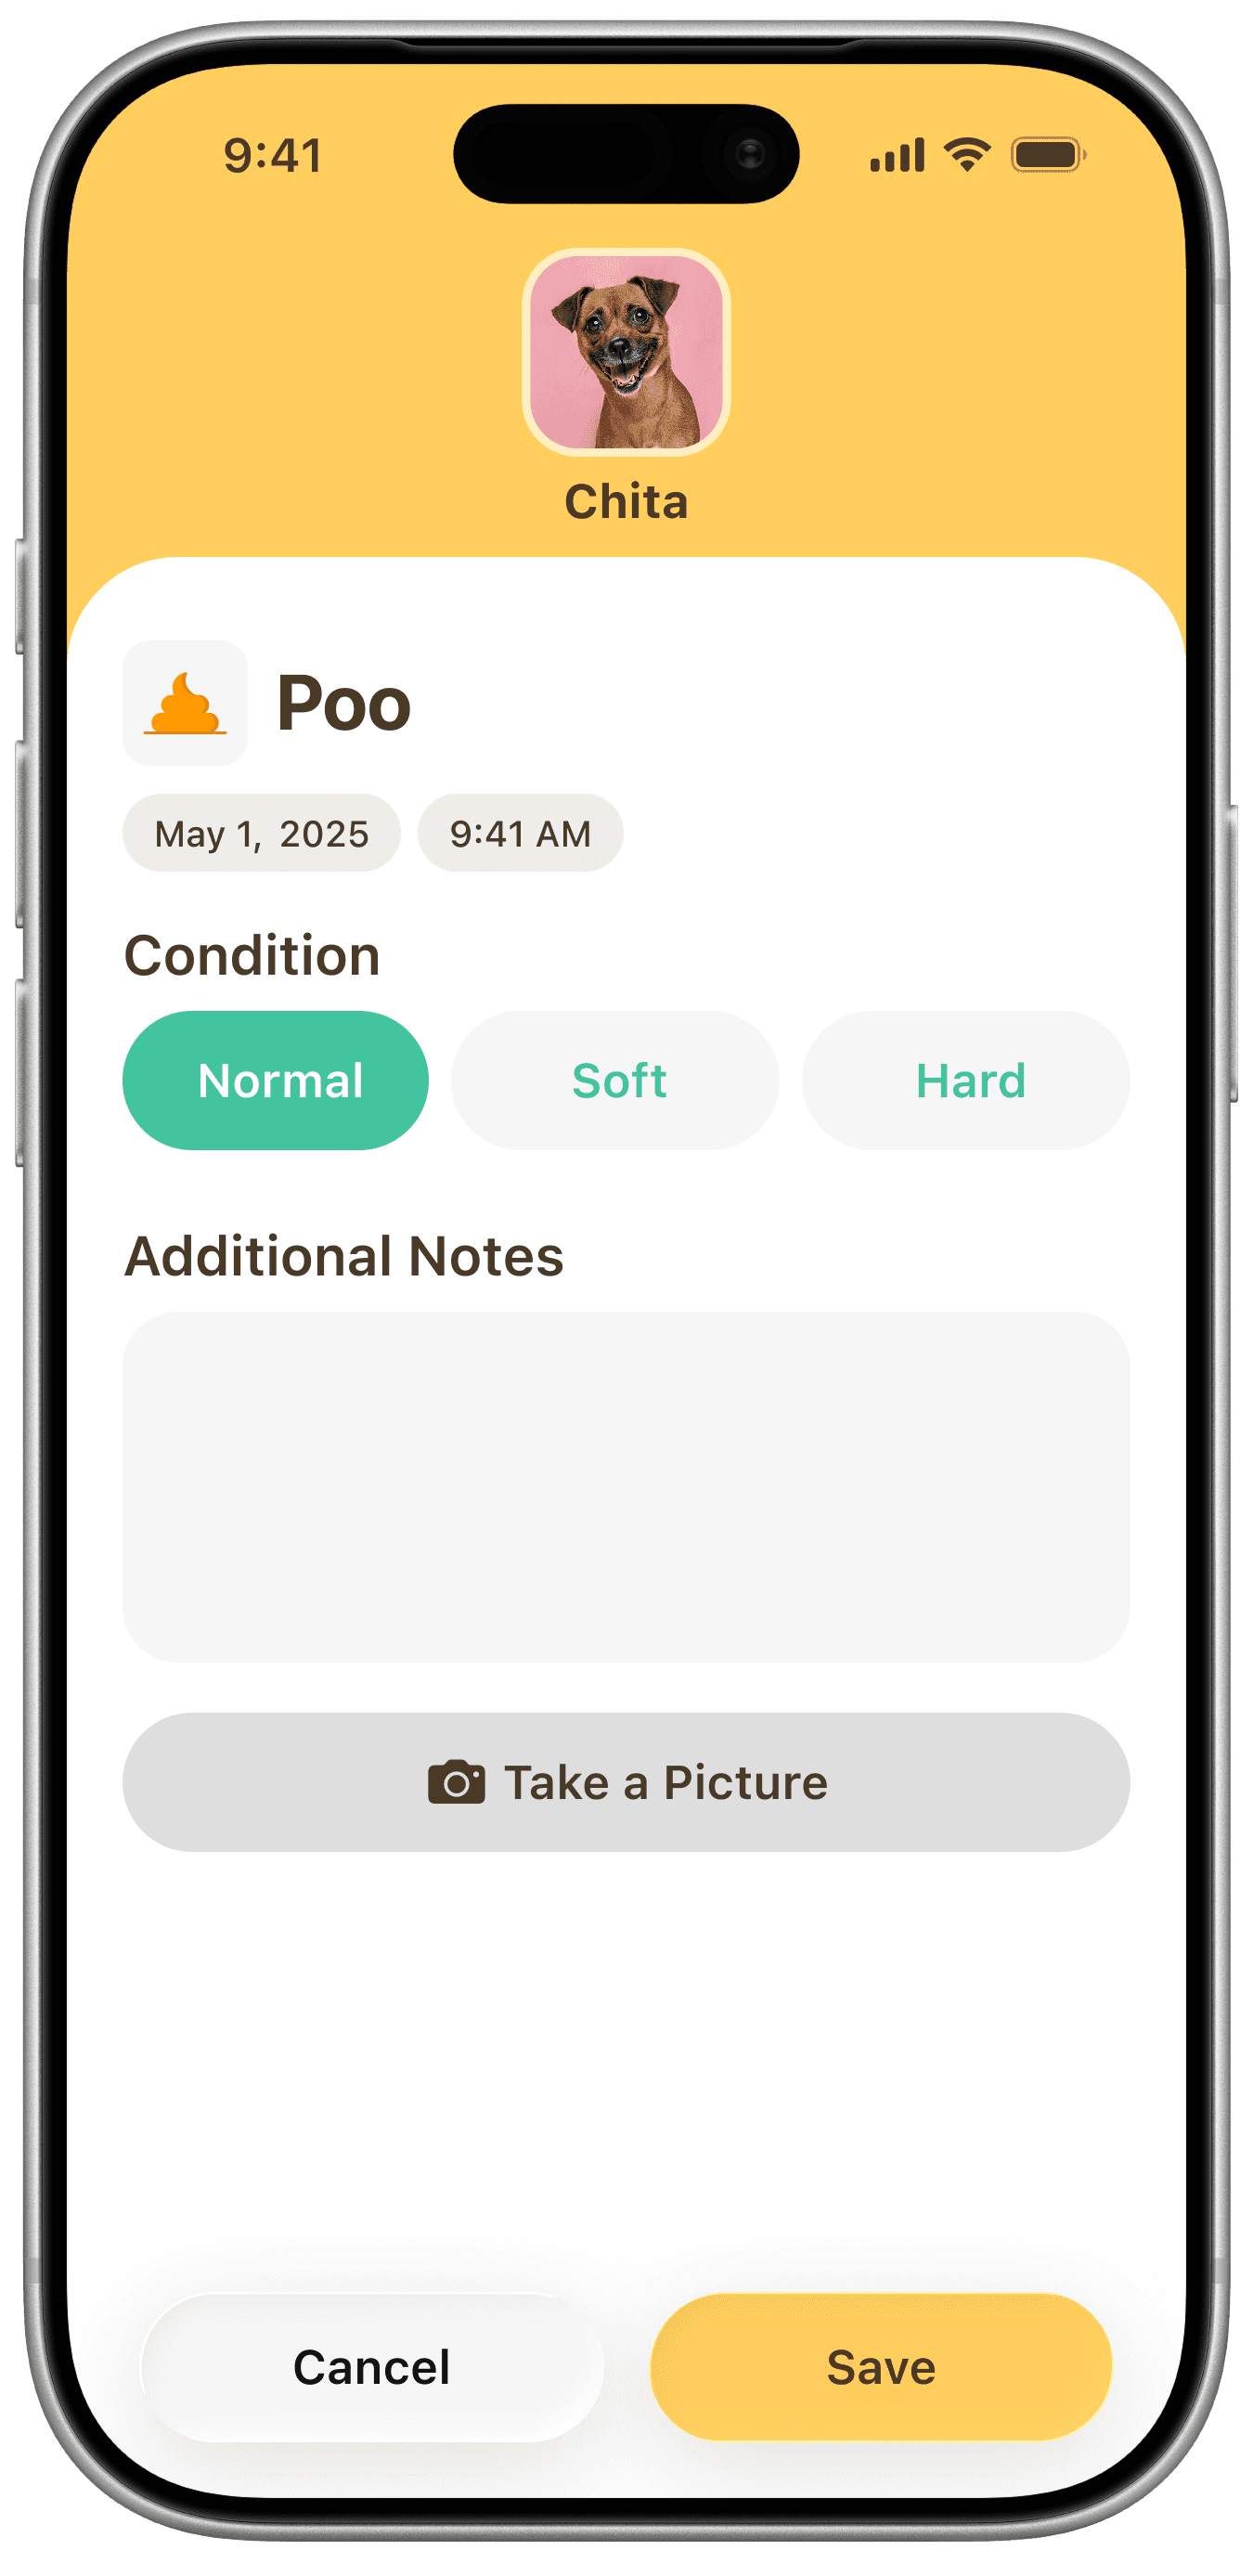 9:41
Chita
Poo
May 1, 2025 9:41 AM
Condition
Normal Soft Hard
Additional Notes
Take a Picture
Cancel Save